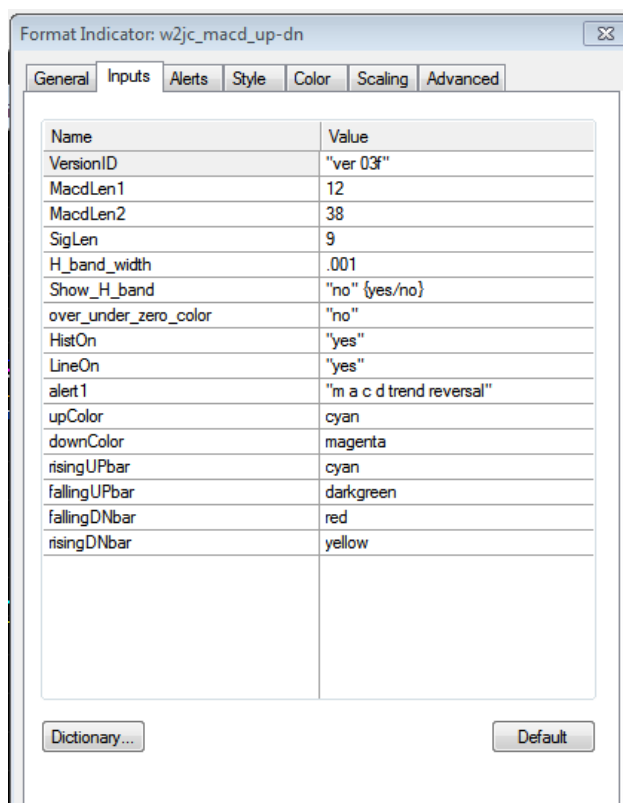 Format Indicator: w2jc_macd_up-dn
General Inputs Alerts Style Color Scaling Advanced
Name Value
VersionID "ver 03f"
MacdLen1 12
MacdLen2 38
SigLen 9
H_band_width .001
Show_H_band "no" {yes/no}
over_under_zero_color "no"
HistOn "yes"
LineOn "yes"
alert1 "m a c d trend reversal"
upColor cyan
downColor magenta
risingUPbar cyan
fallingUPbar darkgreen
fallingDNbar red
risingDNbar yellow
Dictionary... Default